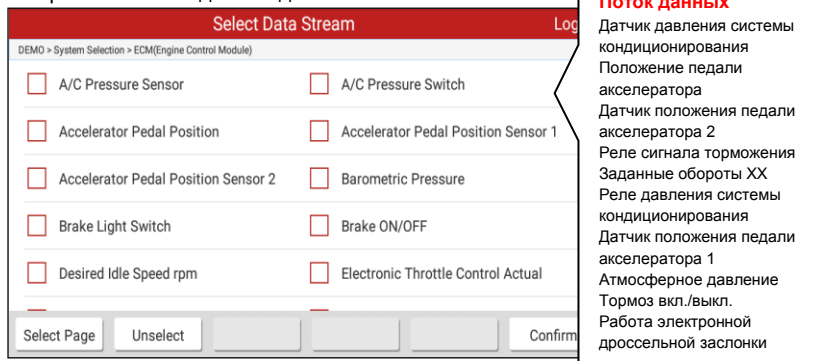 Select Data Stream
Log
DEMO > System Selection > ECM(Engine Control Module)
A/C Pressure Sensor
A/C Pressure Switch
Accelerator Pedal Position
Accelerator Pedal Position Sensor 1
Accelerator Pedal Position Sensor 2
Barometric Pressure
Brake Light Switch
Brake ON/OFF
Desired Idle Speed rpm
Electronic Throttle Control Actual
Select Page
Unselect
Confirm
Поток данных
Датчик давления системы
кондиционирования
Положение педали
акселератора
Датчик положения педали
акселератора 2
Реле сигнала торможения
Заданные обороты ХХ
Реле давления системы
кондиционирования
Датчик положения педали
акселератора 1
Атмосферное давление
Тормоз вкл./выкл.
Работа электронной
дроссельной заслонки